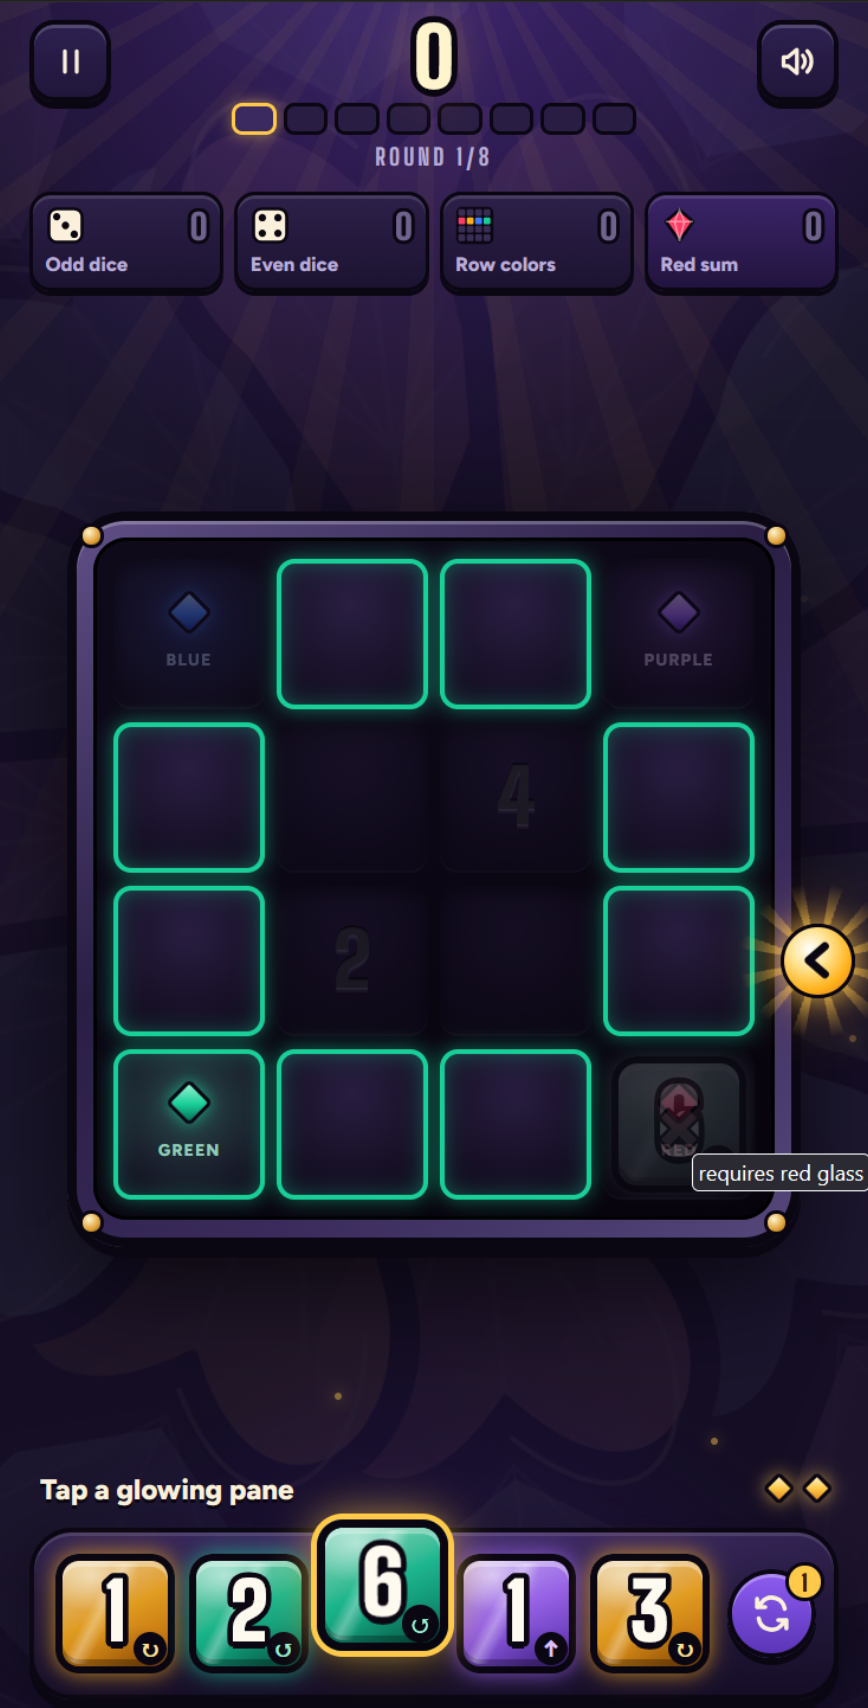 0
ROUND 1/8
0 0 0 0
Odd dice Even dice Row colors Red sum
BLUE PURPLE
4
2
GREEN
requires red glass
Tap a glowing pane
1
1 2 6 1 3